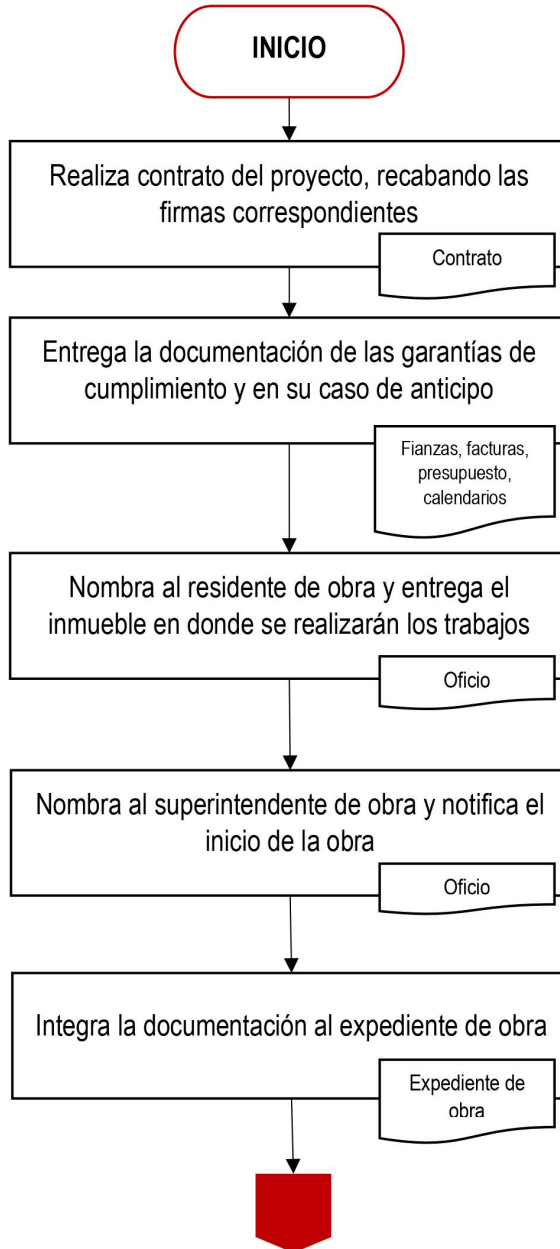 INICIO
Realiza contrato del proyecto, recabando las
firmas correspondientes
Contrato
Entrega la documentación de las garantías de
cumplimiento y en su caso de anticipo
Fianzas, facturas,
presupuesto,
calendarios
Nombra al residente de obra y entrega el
inmueble en donde se realizarán los trabajos
Oficio
Nombra al superintendente de obra y notifica el
inicio de la obra
Oficio
Integra la documentación al expediente de obra
Expediente de
obra